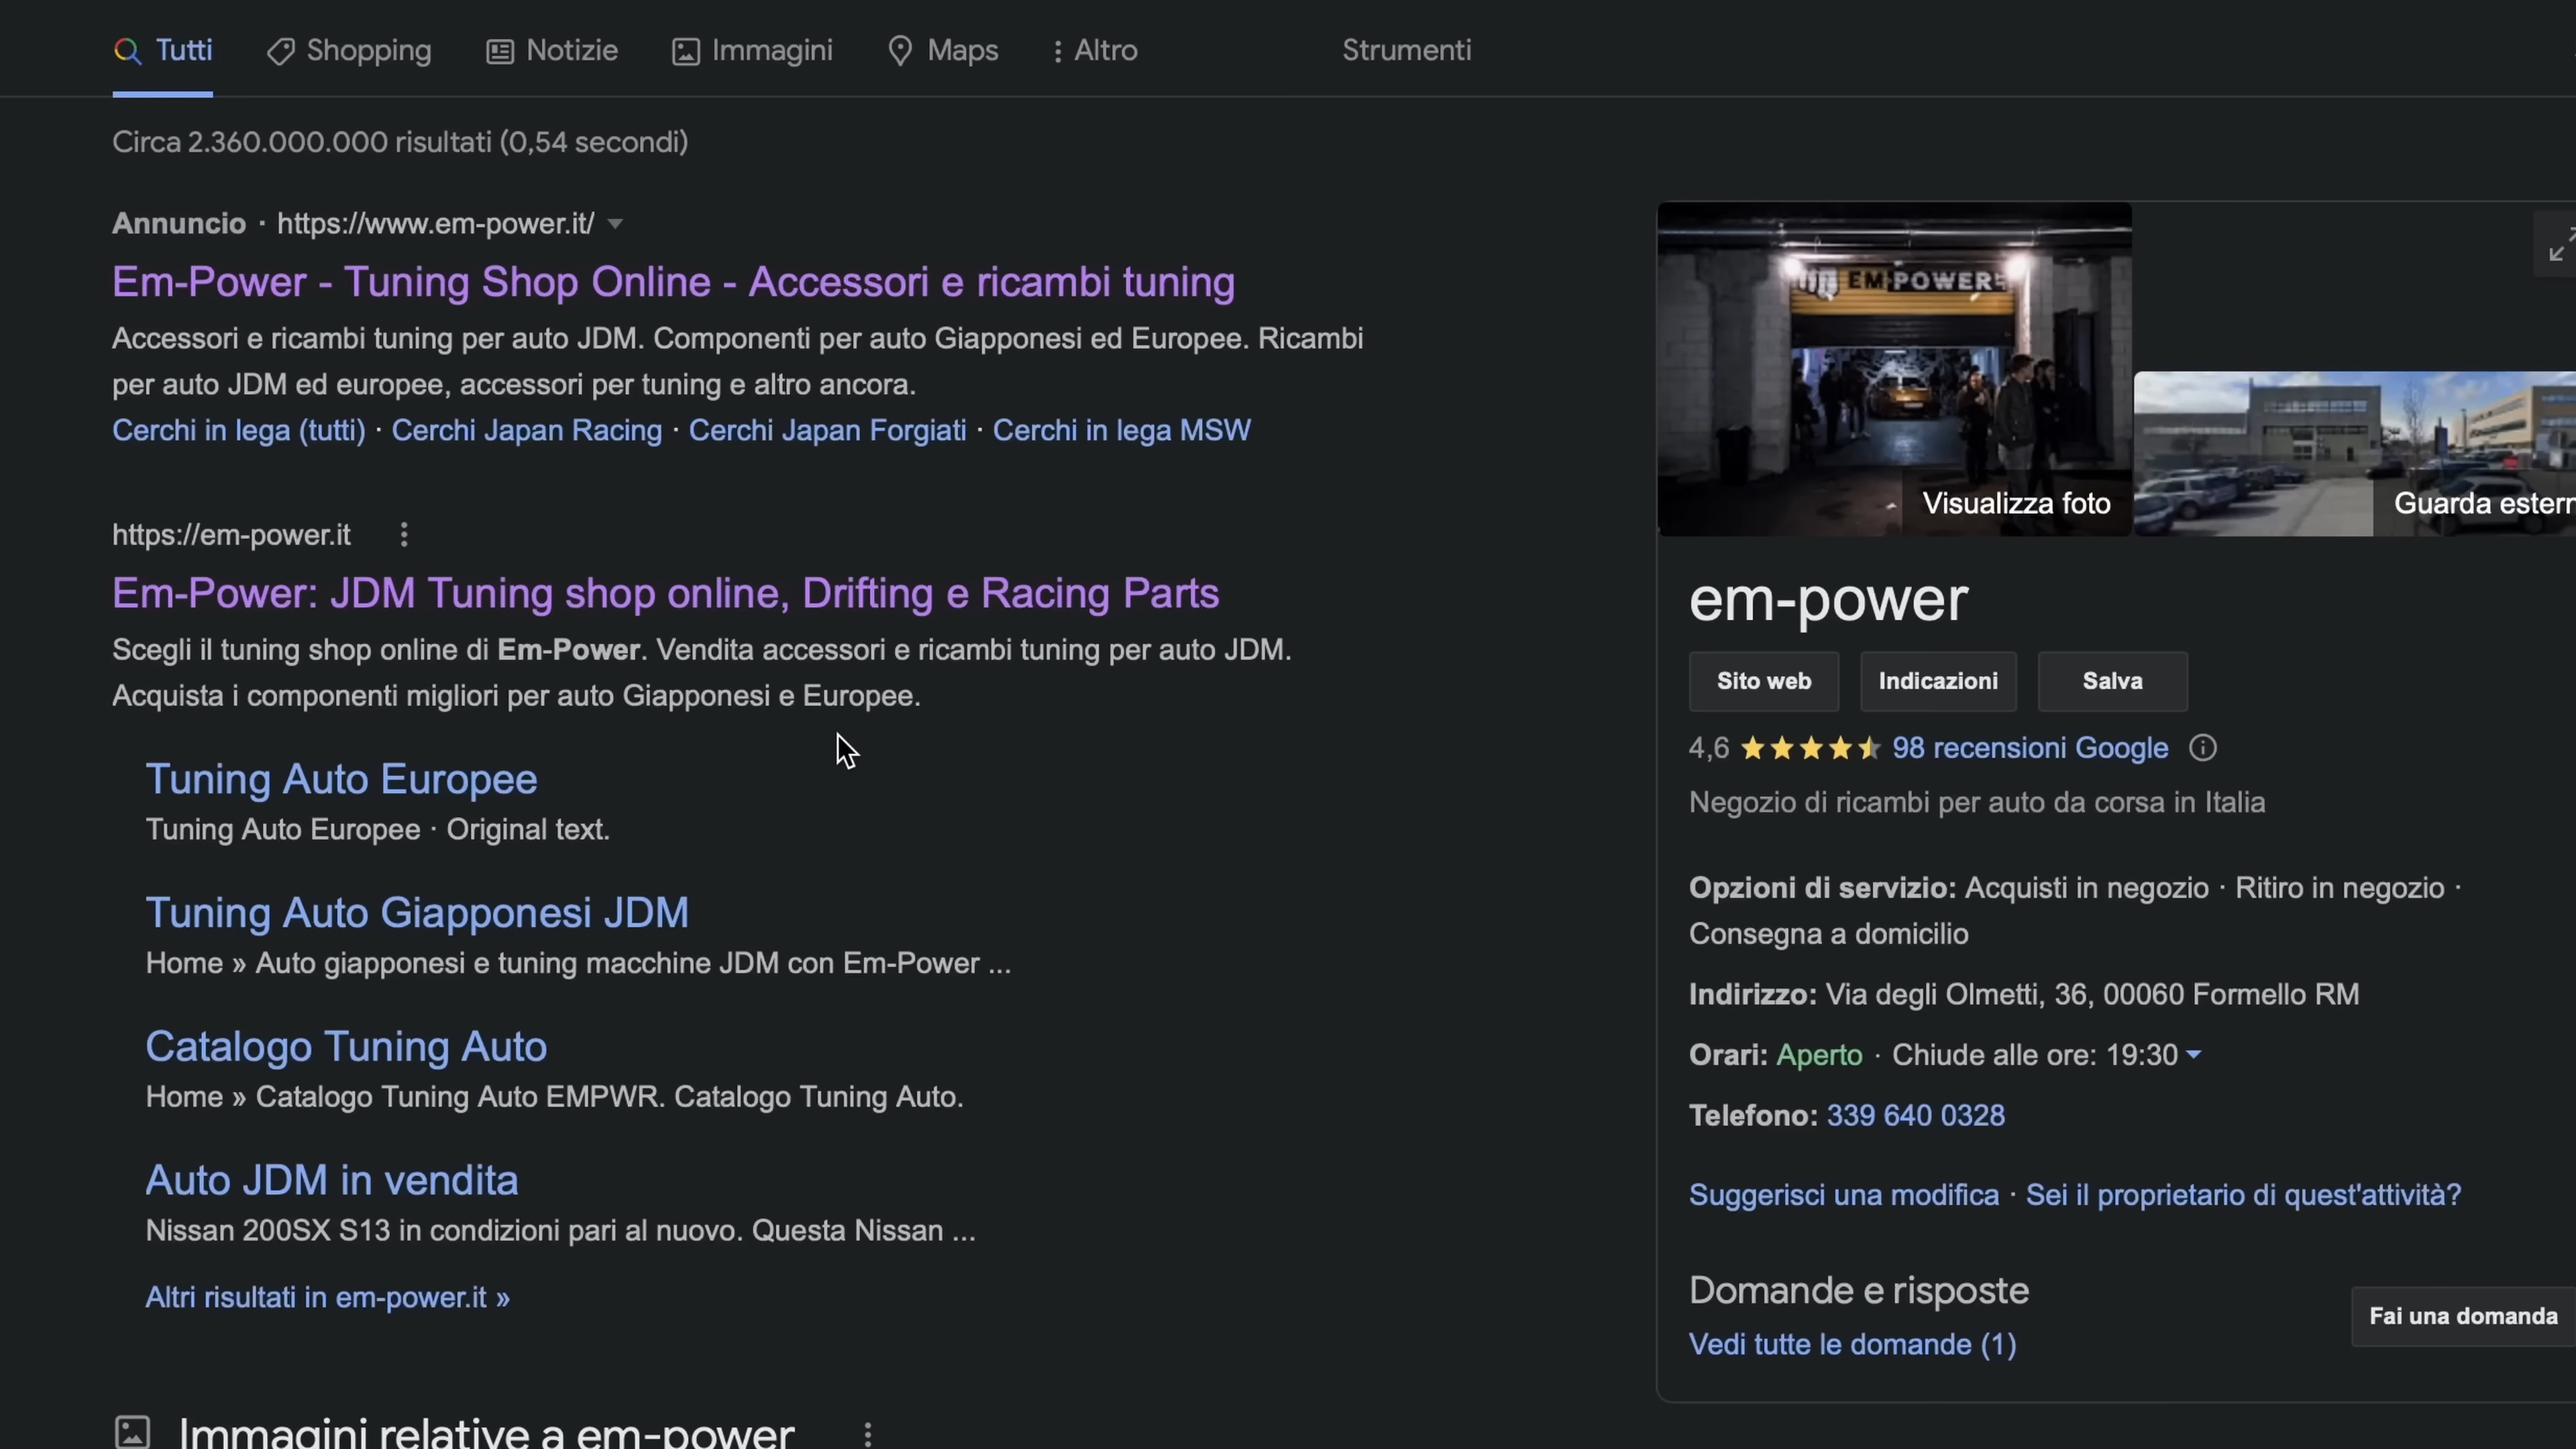 Tutti
Shopping
Notizie
Immagini
Maps
Altro
Strumenti
Circa 2.360.000.000 risultati (0,54 secondi)
Annuncio · https://www.em-power.it/
Em-Power - Tuning Shop Online - Accessori e ricambi tuning
Accessori e ricambi tuning per auto JDM. Componenti per auto Giapponesi ed Europee. Ricambi
per auto JDM ed europee, accessori per tuning e altro ancora.
Cerchi in lega (tutti) · Cerchi Japan Racing · Cerchi Japan Forgiati · Cerchi in lega MSW
https://em-power.it
Em-Power: JDM Tuning shop online, Drifting e Racing Parts
Scegli il tuning shop online di Em-Power. Vendita accessori e ricambi tuning per auto JDM.
Acquista i componenti migliori per auto Giapponesi e Europee.
Tuning Auto Europee
Tuning Auto Europee · Original text.
Tuning Auto Giapponesi JDM
Home » Auto giapponesi e tuning macchine JDM con Em-Power ...
Catalogo Tuning Auto
Home » Catalogo Tuning Auto EMPWR. Catalogo Tuning Auto.
Auto JDM in vendita
Nissan 200SX S13 in condizioni pari al nuovo. Questa Nissan ...
Altri risultati in em-power.it »
Immagini relative a em-power
EM-POWER
Visualizza foto
Guarda estern
em-power
Sito web
Indicazioni
Salva
4,6 98 recensioni Google
Negozio di ricambi per auto da corsa in Italia
Opzioni di servizio: Acquisti in negozio · Ritiro in negozio ·
Consegna a domicilio
Indirizzo: Via degli Olmetti, 36, 00060 Formello RM
Orari: Aperto · Chiude alle ore: 19:30
Telefono: 339 640 0328
Suggerisci una modifica · Sei il proprietario di quest'attività?
Domande e risposte
Vedi tutte le domande (1)
Fai una domanda